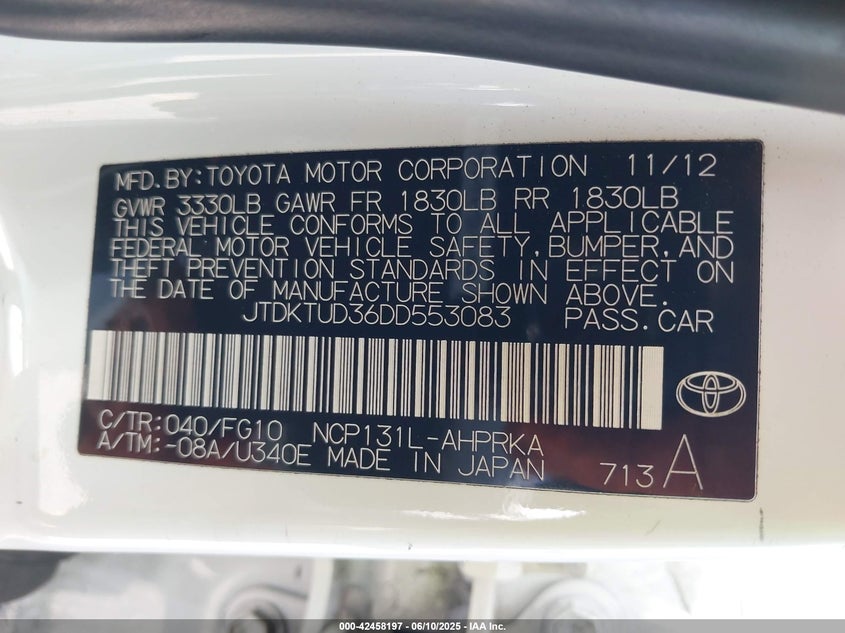 MFD.BY:TOYOTA MOTOR CORPORATION 11/12
GVWR 3330LB GAWR FR 1830LB RR 1830LB
THIS VEHICLE CONFORMS TO ALL APPLICABLE
FEDERAL MOTOR VEHICLE SAFETY,BUMPER,AND
THEFT PREVENTION STANDARDS IN EFFECT ON
THE DATE OF MANUFACTURE SHOWN ABOVE.
JTDKTUD36DD553083 PASS.CAR
C/TR:040/FG10 NCP131L-AHPRKA
A/TM:-08A/U340E MADE IN JAPAN 713A
000-42458197 - 06/10/2025 - IAA Inc.